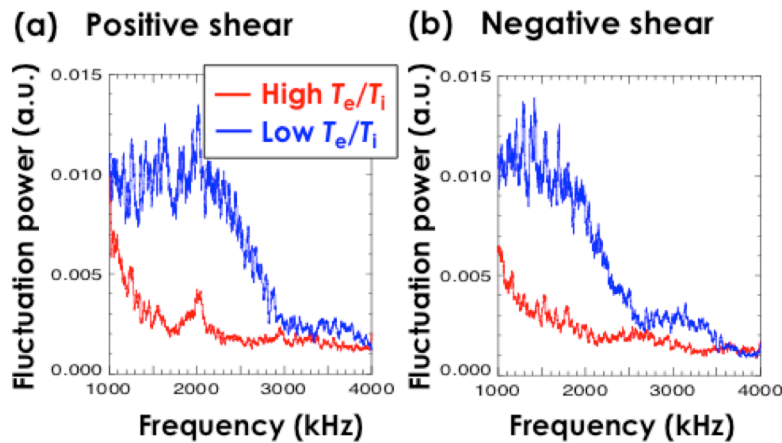 (a) Positive shear
(b) Negative shear
Fluctuation power (a.u.)
0.015
0.010
0.005
0.000
High Te/Ti
Low Te/Ti
1000 2000 3000 4000
Frequency (kHz)
Fluctuation power (a.u.)
0.015
0.010
0.005
0.000
1000 2000 3000 4000
Frequency (kHz)